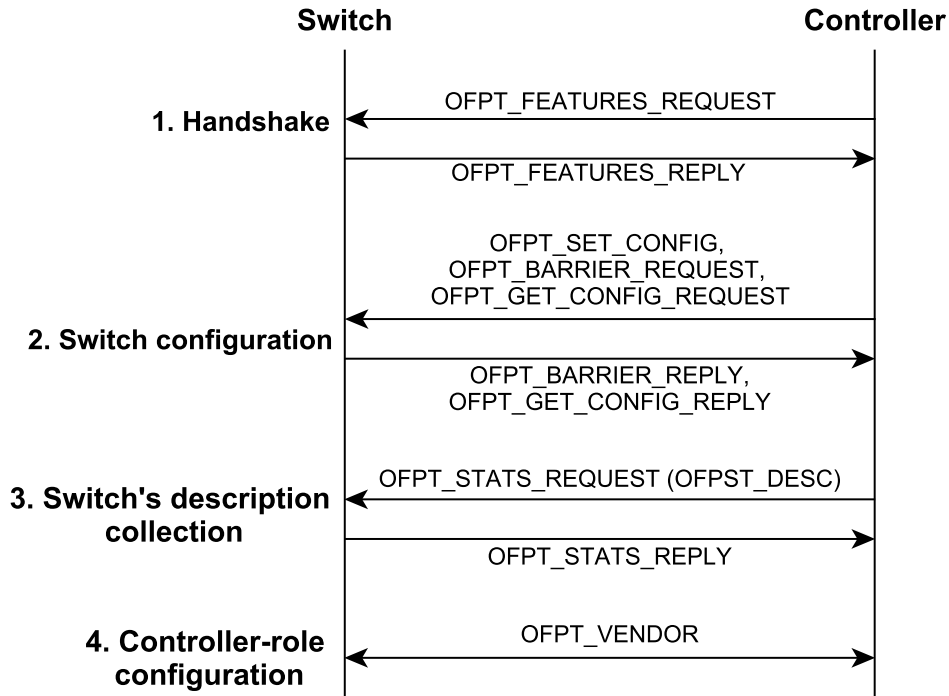 Switch
Controller
1. Handshake
OFPT_FEATURES_REQUEST
OFPT_FEATURES_REPLY
2. Switch configuration
OFPT_SET_CONFIG,
OFPT_BARRIER_REQUEST,
OFPT_GET_CONFIG_REQUEST
OFPT_BARRIER_REPLY,
OFPT_GET_CONFIG_REPLY
3. Switch's description
collection
OFPT_STATS_REQUEST (OFPST_DESC)
OFPT_STATS_REPLY
4. Controller-role
configuration
OFPT_VENDOR